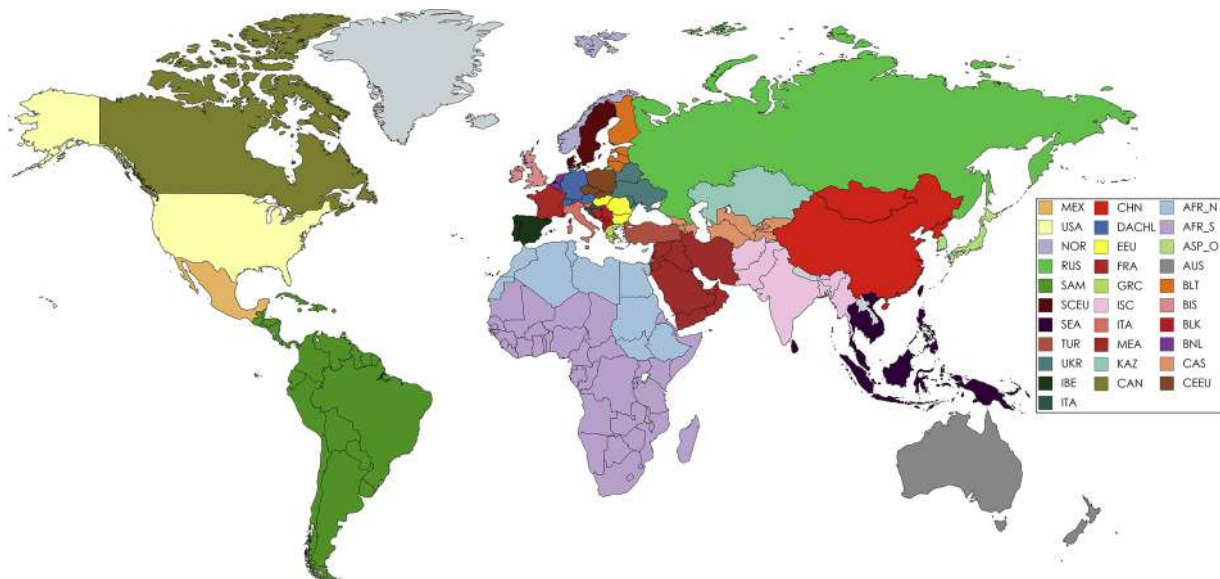 MEX CHN AFR_N
USA DACHL AFR_S
NOR EEU ASP_O
RUS FRA AUS
SAM GRC BLT
SCEU ISC BIS
SEA ITA BLK
TUR MEA BNL
UKR KAZ CAS
IBE CAN CEEU
ITA